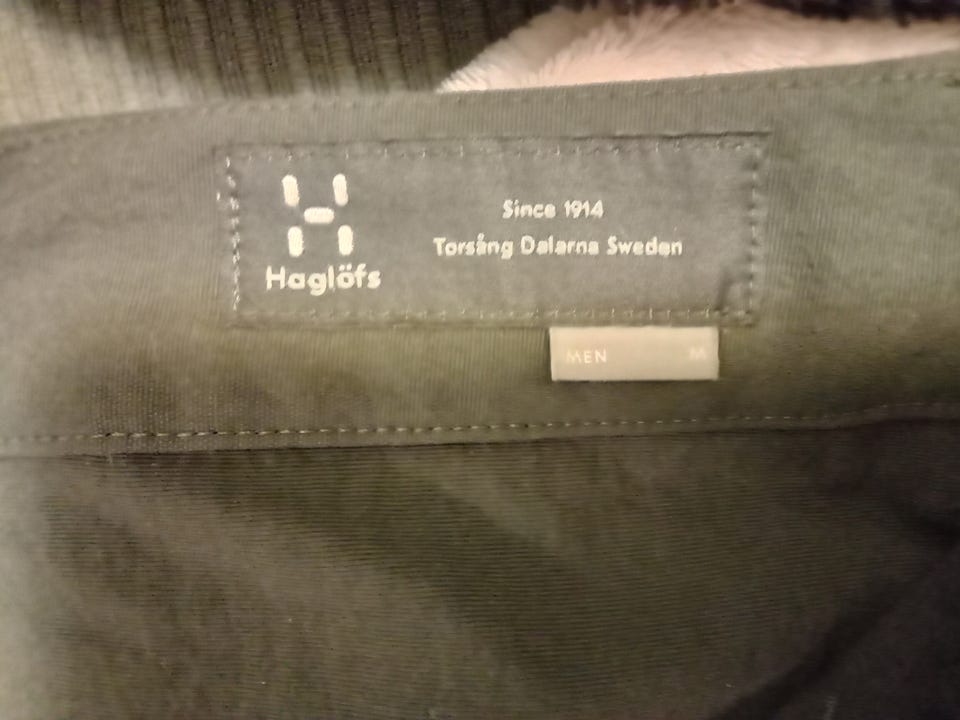 Haglöfs
Since 1914
Torsång Dalarna Sweden
MEN M